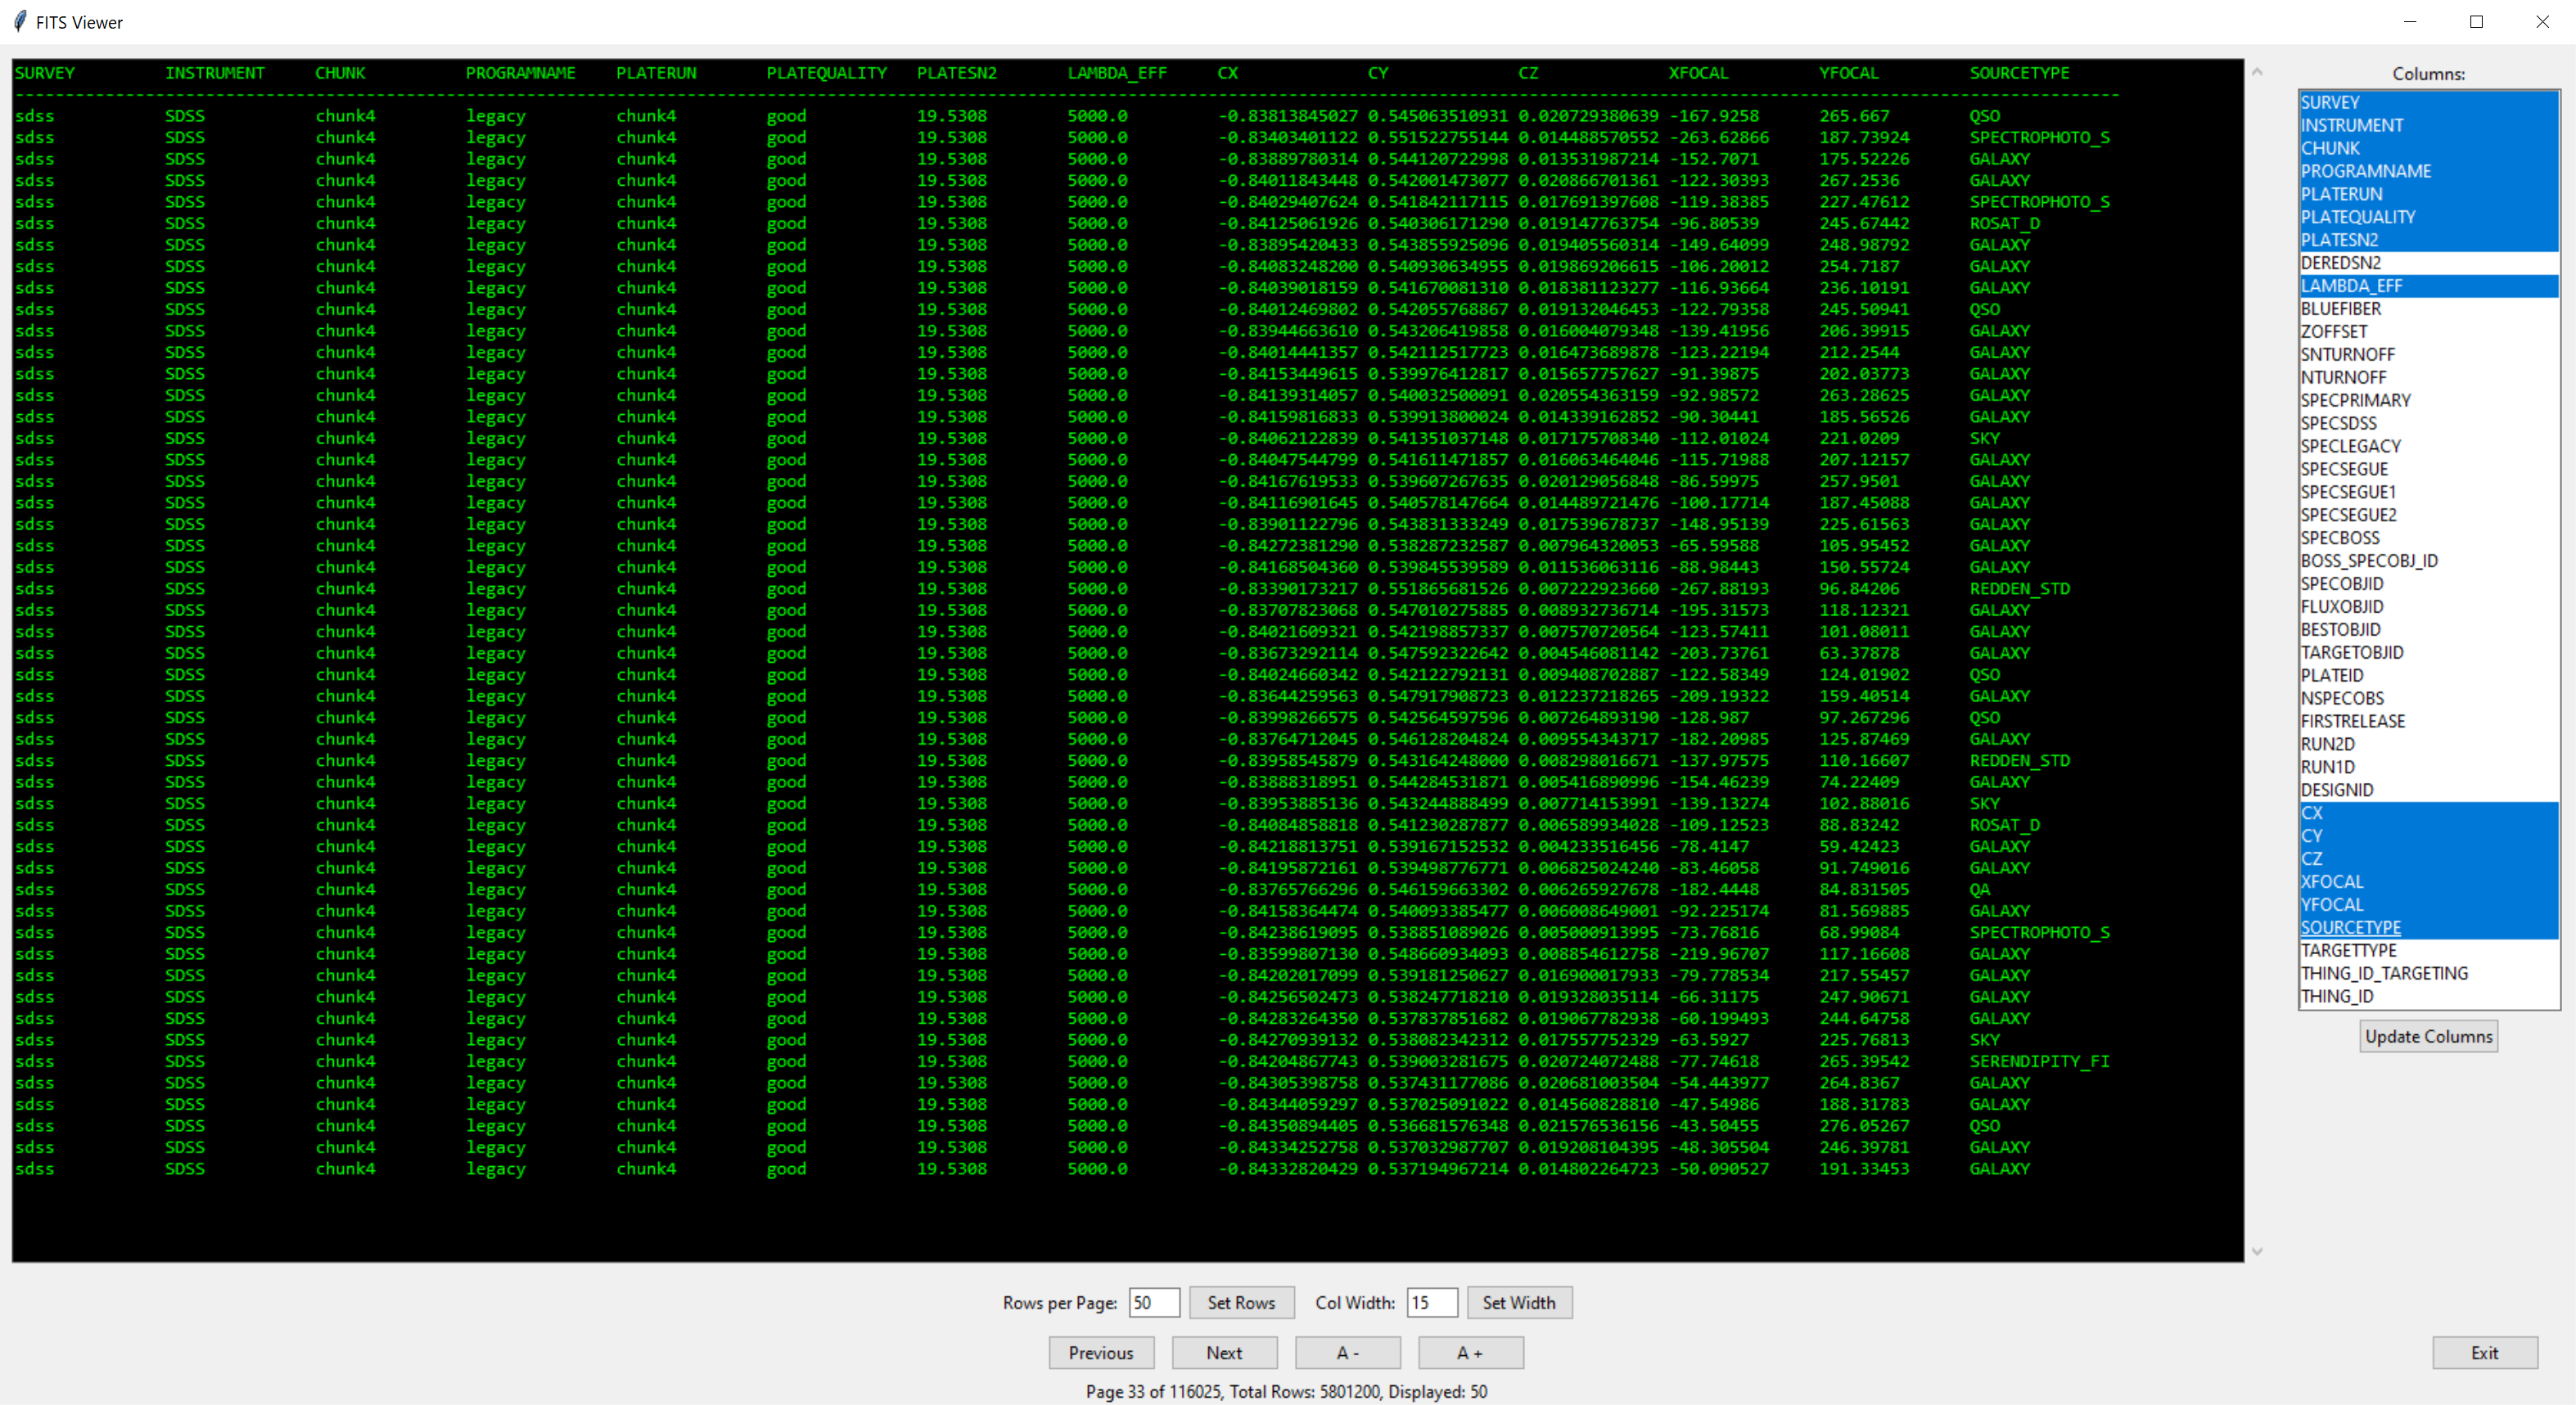 FITS Viewer
SURVEY INSTRUMENT CHUNK PROGRAMNAME PLATERUN PLATEQUALITY PLATESN2 LAMBDA_EFF CX CY CZ XFOCAL YFOCAL SOURCETYPE
sdss SDSS chunk4 legacy chunk4 good 19.5308 5000.0 -0.83813845027 0.545063510931 0.020729380639 -167.9258 265.667 QSO
sdss SDSS chunk4 legacy chunk4 good 19.5308 5000.0 -0.83403401122 0.551522755144 0.014488570552 -263.62866 187.73924 SPECTROPHOTO_S
sdss SDSS chunk4 legacy chunk4 good 19.5308 5000.0 -0.83889780314 0.544120722998 0.013531987214 -152.7071 175.52226 GALAXY
sdss SDSS chunk4 legacy chunk4 good 19.5308 5000.0 -0.84011843448 0.542001473077 0.020866701361 -122.30393 267.2536 GALAXY
sdss SDSS chunk4 legacy chunk4 good 19.5308 5000.0 -0.84029407624 0.541842117115 0.017691397608 -119.38385 227.47612 SPECTROPHOTO_S
sdss SDSS chunk4 legacy chunk4 good 19.5308 5000.0 -0.84125061926 0.540306171290 0.019147763754 -96.80539 245.67442 ROSAT_D
sdss SDSS chunk4 legacy chunk4 good 19.5308 5000.0 -0.83895420433 0.543855925096 0.019405560314 -149.64099 248.98792 GALAXY
sdss SDSS chunk4 legacy chunk4 good 19.5308 5000.0 -0.84083248200 0.540930634955 0.019869206615 -106.20012 254.7187 GALAXY
sdss SDSS chunk4 legacy chunk4 good 19.5308 5000.0 -0.84039018159 0.541670081310 0.018381123277 -116.93664 236.10191 GALAXY
sdss SDSS chunk4 legacy chunk4 good 19.5308 5000.0 -0.84012469802 0.542055768867 0.019132046453 -122.79358 245.50941 QSO
sdss SDSS chunk4 legacy chunk4 good 19.5308 5000.0 -0.83944663610 0.543206419858 0.016004079348 -139.41956 206.39915 GALAXY
sdss SDSS chunk4 legacy chunk4 good 19.5308 5000.0 -0.84014441357 0.542112517723 0.016473689878 -123.22194 212.2544 GALAXY
sdss SDSS chunk4 legacy chunk4 good 19.5308 5000.0 -0.84153449615 0.539976412817 0.015657757627 -91.39875 202.03773 GALAXY
sdss SDSS chunk4 legacy chunk4 good 19.5308 5000.0 -0.84139314057 0.540032500091 0.020554363159 -92.98572 263.28625 GALAXY
sdss SDSS chunk4 legacy chunk4 good 19.5308 5000.0 -0.84159816833 0.539913800024 0.014339162852 -90.30441 185.56526 GALAXY
sdss SDSS chunk4 legacy chunk4 good 19.5308 5000.0 -0.84062122839 0.541351037148 0.017175708340 -112.01024 221.0209 SKY
sdss SDSS chunk4 legacy chunk4 good 19.5308 5000.0 -0.84047544799 0.541611471857 0.016063464046 -115.71988 207.12157 GALAXY
sdss SDSS chunk4 legacy chunk4 good 19.5308 5000.0 -0.84167619533 0.539607267635 0.020129056848 -86.59975 257.9501 GALAXY
sdss SDSS chunk4 legacy chunk4 good 19.5308 5000.0 -0.84116901645 0.540578147664 0.014489721476 -100.17714 187.45088 GALAXY
sdss SDSS chunk4 legacy chunk4 good 19.5308 5000.0 -0.83901122796 0.543831333249 0.017539678737 -148.95139 225.61563 GALAXY
sdss SDSS chunk4 legacy chunk4 good 19.5308 5000.0 -0.84272381290 0.538287232587 0.007964320053 -65.59588 105.95452 GALAXY
sdss SDSS chunk4 legacy chunk4 good 19.5308 5000.0 -0.84168504360 0.539845539589 0.011536063116 -88.98443 150.55724 GALAXY
sdss SDSS chunk4 legacy chunk4 good 19.5308 5000.0 -0.83390173217 0.551865681526 0.007222923660 -267.88193 96.84206 REDDEN_STD
sdss SDSS chunk4 legacy chunk4 good 19.5308 5000.0 -0.83707823068 0.547010275885 0.008932736714 -195.31573 118.12321 GALAXY
sdss SDSS chunk4 legacy chunk4 good 19.5308 5000.0 -0.84021609321 0.542198857337 0.007570720564 -123.57411 101.08011 GALAXY
sdss SDSS chunk4 legacy chunk4 good 19.5308 5000.0 -0.83673292114 0.547592322642 0.004546081142 -203.73761 63.37878 GALAXY
sdss SDSS chunk4 legacy chunk4 good 19.5308 5000.0 -0.84024660342 0.542122792131 0.009408702887 -122.58349 124.01902 QSO
sdss SDSS chunk4 legacy chunk4 good 19.5308 5000.0 -0.83644259563 0.547917908723 0.012237218265 -209.19322 159.40514 GALAXY
sdss SDSS chunk4 legacy chunk4 good 19.5308 5000.0 -0.83998266575 0.542564597596 0.007264893190 -128.987 97.267296 QSO
sdss SDSS chunk4 legacy chunk4 good 19.5308 5000.0 -0.83764712045 0.546128204824 0.009554343717 -182.20985 125.87469 GALAXY
sdss SDSS chunk4 legacy chunk4 good 19.5308 5000.0 -0.83958545879 0.543164248000 0.008298016671 -137.97575 110.16607 REDDEN_STD
sdss SDSS chunk4 legacy chunk4 good 19.5308 5000.0 -0.83888318951 0.544284531871 0.005416890996 -154.46239 74.22409 GALAXY
sdss SDSS chunk4 legacy chunk4 good 19.5308 5000.0 -0.83953885136 0.543244888499 0.007714153991 -139.13274 102.88016 SKY
sdss SDSS chunk4 legacy chunk4 good 19.5308 5000.0 -0.84084858818 0.541230287877 0.006589934028 -109.12523 88.83242 ROSAT_D
sdss SDSS chunk4 legacy chunk4 good 19.5308 5000.0 -0.84218813751 0.539167152532 0.004233516456 -78.4147 59.42423 GALAXY
sdss SDSS chunk4 legacy chunk4 good 19.5308 5000.0 -0.84195872161 0.539498776771 0.006825024240 -83.46058 91.749016 GALAXY
sdss SDSS chunk4 legacy chunk4 good 19.5308 5000.0 -0.83765766296 0.546159663302 0.006265927678 -182.4448 84.831505 QA
sdss SDSS chunk4 legacy chunk4 good 19.5308 5000.0 -0.84158364474 0.540093385477 0.006008649001 -92.225174 81.569885 GALAXY
sdss SDSS chunk4 legacy chunk4 good 19.5308 5000.0 -0.84238619095 0.538851089026 0.005000913995 -73.76816 68.99084 SPECTROPHOTO_S
sdss SDSS chunk4 legacy chunk4 good 19.5308 5000.0 -0.83599807130 0.548660934093 0.008854612758 -219.96707 117.16608 GALAXY
sdss SDSS chunk4 legacy chunk4 good 19.5308 5000.0 -0.84202017099 0.539181250627 0.016900017933 -79.778534 217.55457 GALAXY
sdss SDSS chunk4 legacy chunk4 good 19.5308 5000.0 -0.84256502473 0.538247718210 0.019328035114 -66.31175 247.90671 GALAXY
sdss SDSS chunk4 legacy chunk4 good 19.5308 5000.0 -0.84283264350 0.537837851682 0.019067782938 -60.199493 244.64758 GALAXY
sdss SDSS chunk4 legacy chunk4 good 19.5308 5000.0 -0.84270939132 0.538082342312 0.017557752329 -63.5927 225.76813 SKY
sdss SDSS chunk4 legacy chunk4 good 19.5308 5000.0 -0.84204867743 0.539003281675 0.020724072488 -77.74618 265.39542 SERENDIPITY_FI
sdss SDSS chunk4 legacy chunk4 good 19.5308 5000.0 -0.84305398758 0.537431177086 0.020681003504 -54.443977 264.8367 GALAXY
sdss SDSS chunk4 legacy chunk4 good 19.5308 5000.0 -0.84344059297 0.537025091022 0.014560828810 -47.54986 188.31783 GALAXY
sdss SDSS chunk4 legacy chunk4 good 19.5308 5000.0 -0.84350894405 0.536681576348 0.021576536156 -43.50455 276.05267 QSO
sdss SDSS chunk4 legacy chunk4 good 19.5308 5000.0 -0.84334252758 0.537032987707 0.019208104395 -48.305504 246.39781 GALAXY
sdss SDSS chunk4 legacy chunk4 good 19.5308 5000.0 -0.84332820429 0.537194967214 0.014802264723 -50.090527 191.33453 GALAXY
Columns:
SURVEY
INSTRUMENT
CHUNK
PROGRAMNAME
PLATERUN
PLATEQUALITY
PLATESN2
DEREDSN2
LAMBDA_EFF
BLUEFIBER
ZOFFSET
SNTURNOFF
NTURNOFF
SPECPRIMARY
SPECSDSS
SPECLEGACY
SPECSEGUE
SPECSEGUE1
SPECSEGUE2
SPECBOSS
BOSS_SPECOBJ_ID
SPECOBJID
FLUXOBJID
BESTOBJID
TARGETOBJID
PLATEID
NSPECOBS
FIRSTRELEASE
RUN2D
RUN1D
DESIGNID
CX
CY
CZ
XFOCAL
YFOCAL
SOURCETYPE
TARGETTYPE
THING_ID_TARGETING
THING_ID
Update Columns
Rows per Page: 50 Set Rows Col Width: 15 Set Width
Previous Next A - A + Exit
Page 33 of 116025, Total Rows: 5801200, Displayed: 50